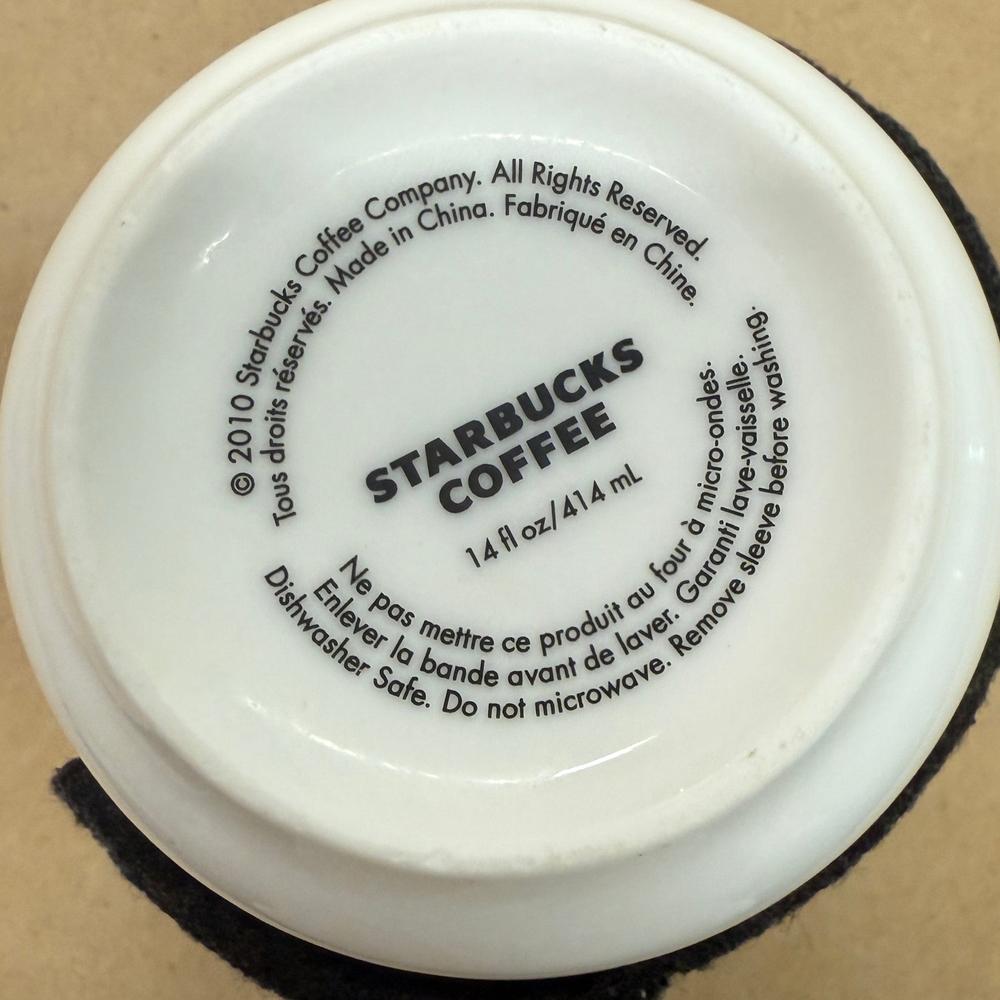 © 2010 Starbucks Coffee Company. All Rights Reserved.
Tous droits réservés. Made in China. Fabriqué en Chine.
STARBUCKS
COFFEE
14 fl oz/414 mL
Ne pas mettre ce produit au four à micro-ondes.
Enlever la bande avant de laver. Garanti lave-vaisselle.
Dishwasher Safe. Do not microwave. Remove sleeve before washing.